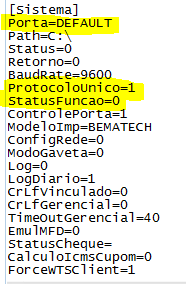 [Sistema]
Porta=DEFAULT
Path=C:\
Status=0
Retorno=0
BaudRate=9600
ProtocoloUnico=1
StatusFuncao=0
ControlePorta=1
ModeloImp=BEMATECH
ConfigRede=0
ModoGaveta=0
Log=0
LogDiario=1
CrLfVinculado=0
CrLfGerencial=0
TimeOutGerencial=40
EmulMFD=0
StatusCheque=
CalculoIcmsCupom=0
ForceWTSClient=1